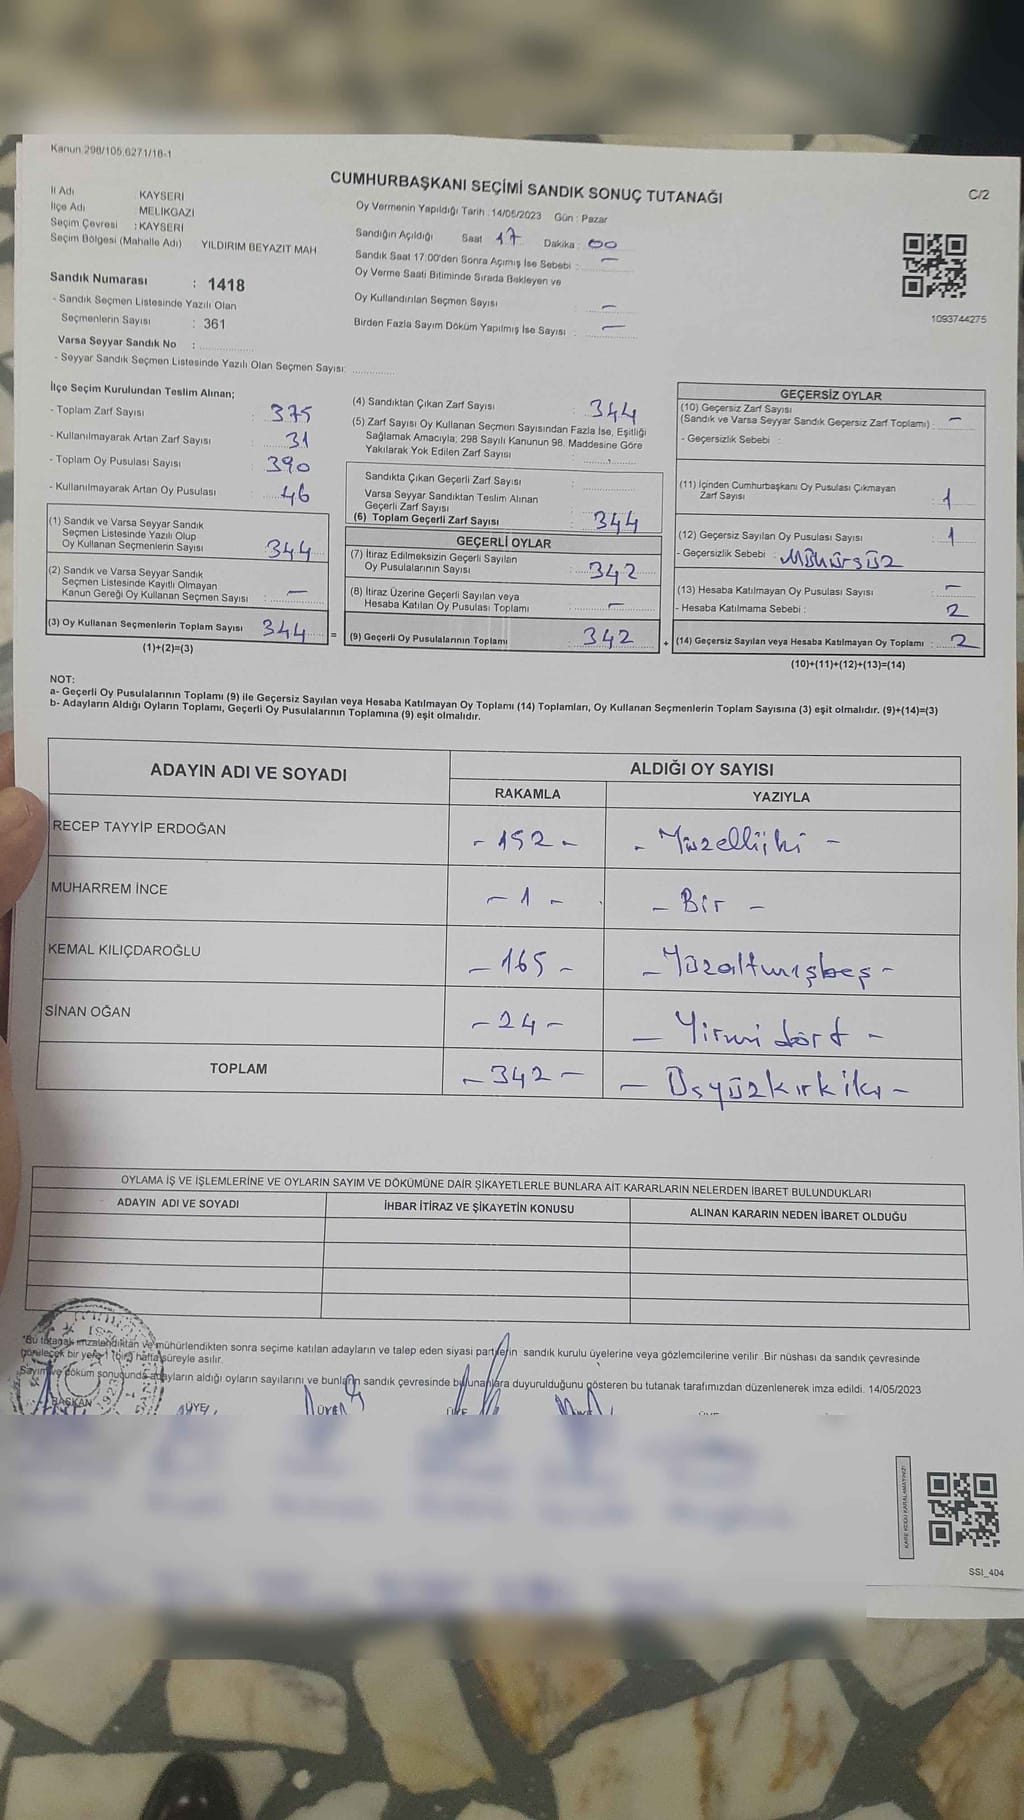 Kanun.298/105,6271/18-1
CUMHURBAŞKANI SEÇİMİ SANDIK SONUÇ TUTANAĞI
C/2
İl Adı : KAYSERİ
İlçe Adı : MELİKGAZİ
Seçim Çevresi : KAYSERİ
Seçim Bölgesi (Mahalle Adı) YILDIRIM BEYAZIT MAH
Sandık Numarası : 1418
- Sandık Seçmen Listesinde Yazılı Olan
Seçmenlerin Sayısı : 361
Varsa Seyyar Sandık No :
- Seyyar Sandık Seçmen Listesinde Yazılı Olan Seçmen Sayısı:
Oy Vermenin Yapıldığı Tarih : 14/05/2023 Gün : Pazar
Sandığın Açıldığı Saat 17 Dakika : 00
Sandık Saat 17:00'den Sonra Açmış İse Sebebi : -
Oy Verme Saati Bitiminde Sırada Bekleyen ve
Oy Kullandırılan Seçmen Sayısı -
Birden Fazla Sayım Döküm Yapılmış İse Sayısı : -
1093744275
İlçe Seçim Kurulundan Teslim Alınan;
- Toplam Zarf Sayısı : 375
- Kullanılmayarak Artan Zarf Sayısı : 31
- Toplam Oy Pusulası Sayısı : 390
- Kullanılmayarak Artan Oy Pusulası : 46
(1) Sandık ve Varsa Seyyar Sandık
Seçmen Listesinde Yazılı Olup
Oy Kullanan Seçmenlerin Sayısı : 344
(2) Sandık ve Varsa Seyyar Sandık
Seçmen Listesinde Kayıtlı Olmayan
Kanun Gereği Oy Kullanan Seçmen Sayısı : -
(3) Oy Kullanan Seçmenlerin Toplam Sayısı 344 =
(1)+(2)=(3)
(4) Sandıktan Çıkan Zarf Sayısı : 344
(5) Zarf Sayısı Oy Kullanan Seçmen Sayısından Fazla İse, Eşitliği
Sağlamak Amacıyla; 298 Sayılı Kanunun 98. Maddesine Göre
Yakılarak Yok Edilen Zarf Sayısı :
Sandıkta Çıkan Geçerli Zarf Sayısı :
Varsa Seyyar Sandıktan Teslim Alınan
Geçerli Zarf Sayısı :
(6) Toplam Geçerli Zarf Sayısı : 344
GEÇERLİ OYLAR
(7) İtiraz Edilmeksizin Geçerli Sayılan
Oy Pusulalarının Sayısı : 342
(8) İtiraz Üzerine Geçerli Sayılan veya
Hesaba Katılan Oy Pusulası Toplamı : -
(9) Geçerli Oy Pusulalarının Toplamı : 342 +
GEÇERSİZ OYLAR
(10) Geçersiz Zarf Sayısı
(Sandık ve Varsa Seyyar Sandık Geçersiz Zarf Toplamı) : -
- Geçersizlik Sebebi :
(11) İçinden Cumhurbaşkanı Oy Pusulası Çıkmayan
Zarf Sayısı : 1
(12) Geçersiz Sayılan Oy Pusulası Sayısı : 1
- Geçersizlik Sebebi : Mühürsüz
(13) Hesaba Katılmayan Oy Pusulası Sayısı : -
- Hesaba Katılmama Sebebi : 2
(14) Geçersiz Sayılan veya Hesaba Katılmayan Oy Toplamı : 2
(10)+(11)+(12)+(13)=(14)
NOT:
a- Geçerli Oy Pusulalarının Toplamı (9) ile Geçersiz Sayılan veya Hesaba Katılmayan Oy Toplamı (14) Toplamları, Oy Kullanan Seçmenlerin Toplam Sayısına (3) eşit olmalıdır. (9)+(14)=(3)
b- Adayların Aldığı Oyların Toplamı, Geçerli Oy Pusulalarının Toplamına (9) eşit olmalıdır.
ADAYIN ADI VE SOYADI ALDIĞI OY SAYISI
RAKAMLA YAZIYLA
RECEP TAYYİP ERDOĞAN - 152 - - Yüzelliiki -
MUHARREM İNCE - 1 - - Bir -
KEMAL KILIÇDAROĞLU - 165 - - Yüzaltmışbeş -
SİNAN OĞAN - 24 - - Yirmi dört -
TOPLAM - 342 - - Üçyüzkırkiki -
OYLAMA İŞ VE İŞLEMLERİNE VE OYLARIN SAYIM VE DÖKÜMÜNE DAİR ŞİKAYETLERLE BUNLARA AİT KARARLARIN NELERDEN İBARET BULUNDUKLARI
ADAYIN ADI VE SOYADI İHBAR İTİRAZ VE ŞİKAYETİN KONUSU ALINAN KARARIN NEDEN İBARET OLDUĞU
"Bu tutanak imzalandıktan ve mühürlendikten sonra seçime katılan adayların ve talep eden siyasi partilerin sandık kurulu üyelerine veya gözlemcilerine verilir. Bir nüshası da sandık çevresinde
görülecek bir yere 1 (bir) hafta süreyle asılır.
Sayım ve döküm sonucunda adayların aldığı oyların sayılarını ve bunların sandık çevresinde bulunanlara duyurulduğunu gösteren bu tutanak tarafımızdan düzenlenerek imza edildi. 14/05/2023
BAŞKAN ÜYE ÜYE
KARE KODU KARALAMAYINIZ!
SSI_404